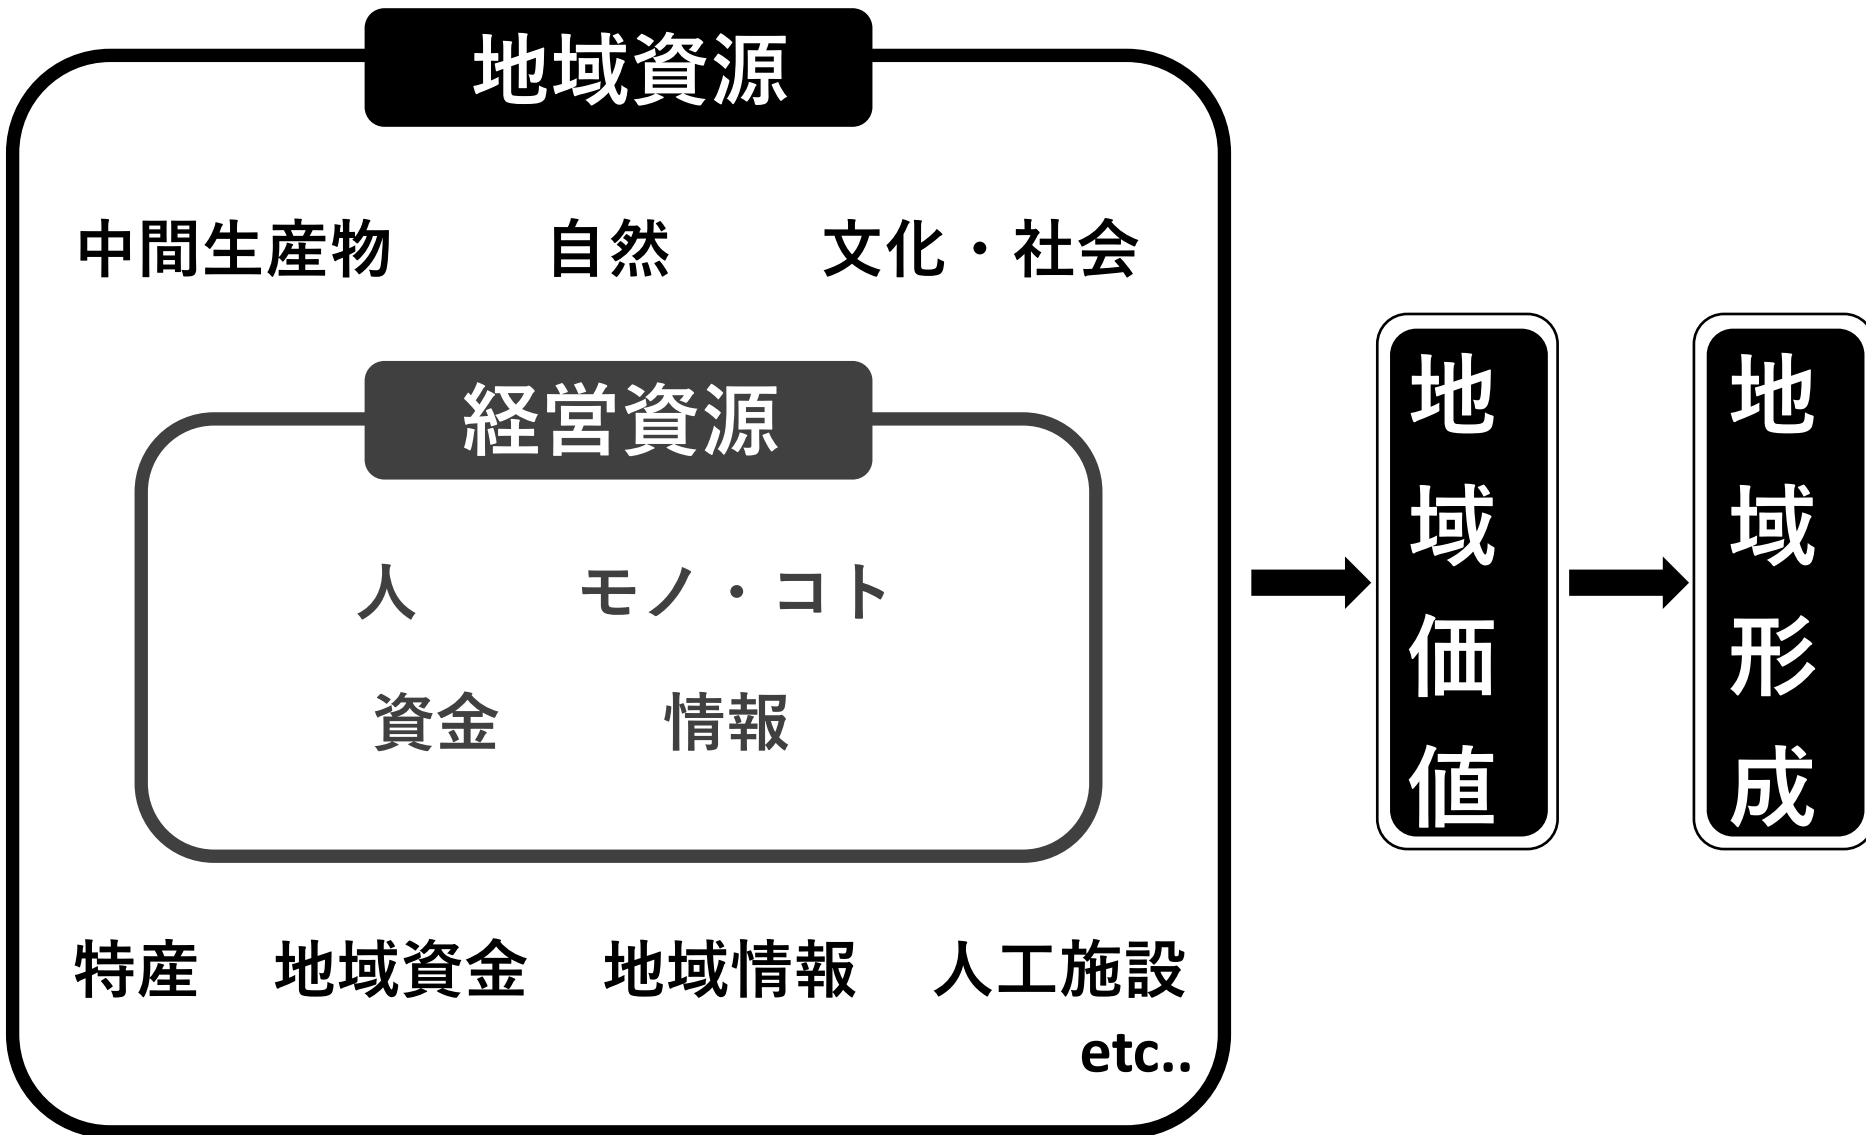 地域資源
中間生産物 自然 文化・社会
経営資源
人 モノ・コト
資金 情報
特産 地域資金 地域情報 人工施設
etc..
地域価値
地域形成